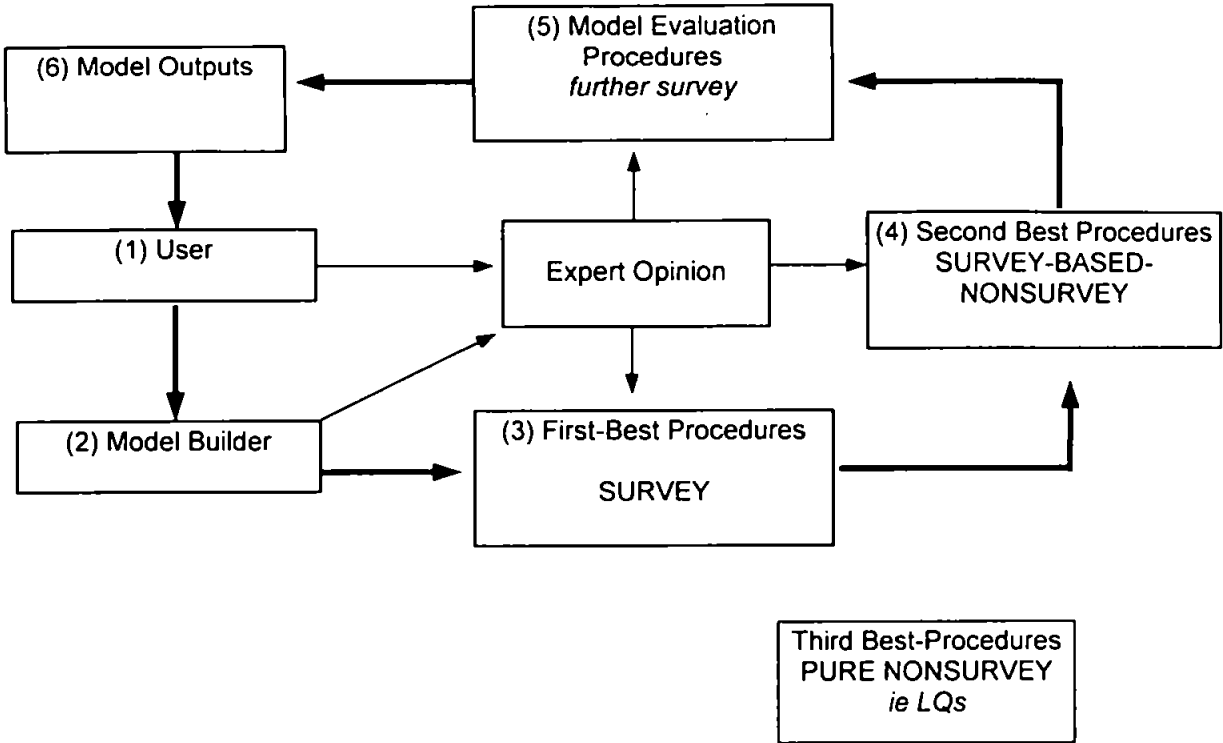 (5) Model Evaluation
Procedures
further survey
(6) Model Outputs
(1) User
Expert Opinion
(4) Second Best Procedures
SURVEY-BASED-
NONSURVEY
(2) Model Builder
(3) First-Best Procedures
SURVEY
Third Best-Procedures
PURE NONSURVEY
ie LQs